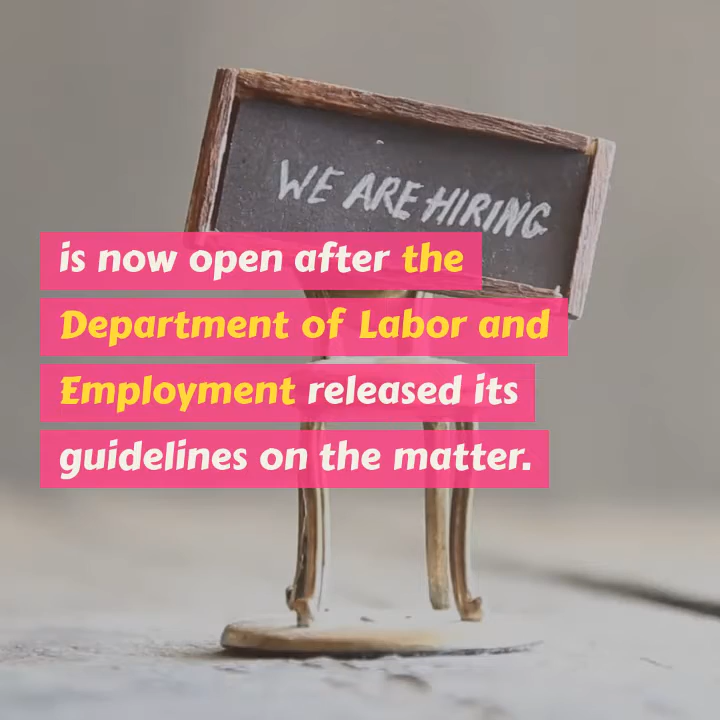 WE ARE HIRING
is now open after the
Department of Labor and
Employment released its
guidelines on the matter.